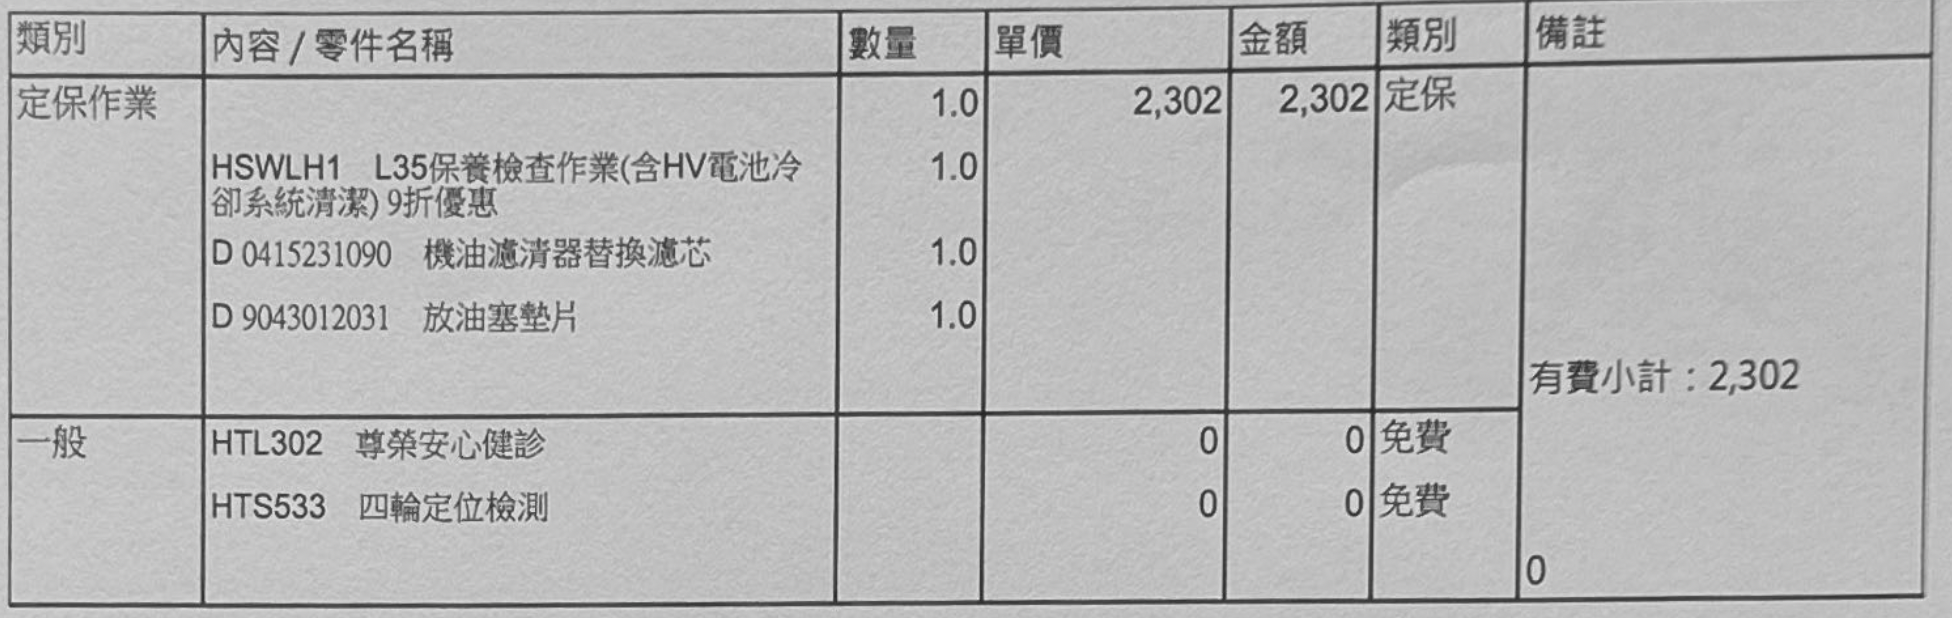 類別 內容 / 零件名稱 數量 單價 金額 類別 備註
定保作業 1.0 2,302 2,302 定保
HSWLH1 L35保養檢查作業(含HV電池冷 1.0
卻系統清潔) 9折優惠
D 0415231090 機油濾清器替換濾芯 1.0
D 9043012031 放油塞墊片 1.0
有費小計：2,302
一般 HTL302 尊榮安心健診 0 0 免費
HTS533 四輪定位檢測 0 0 免費
0